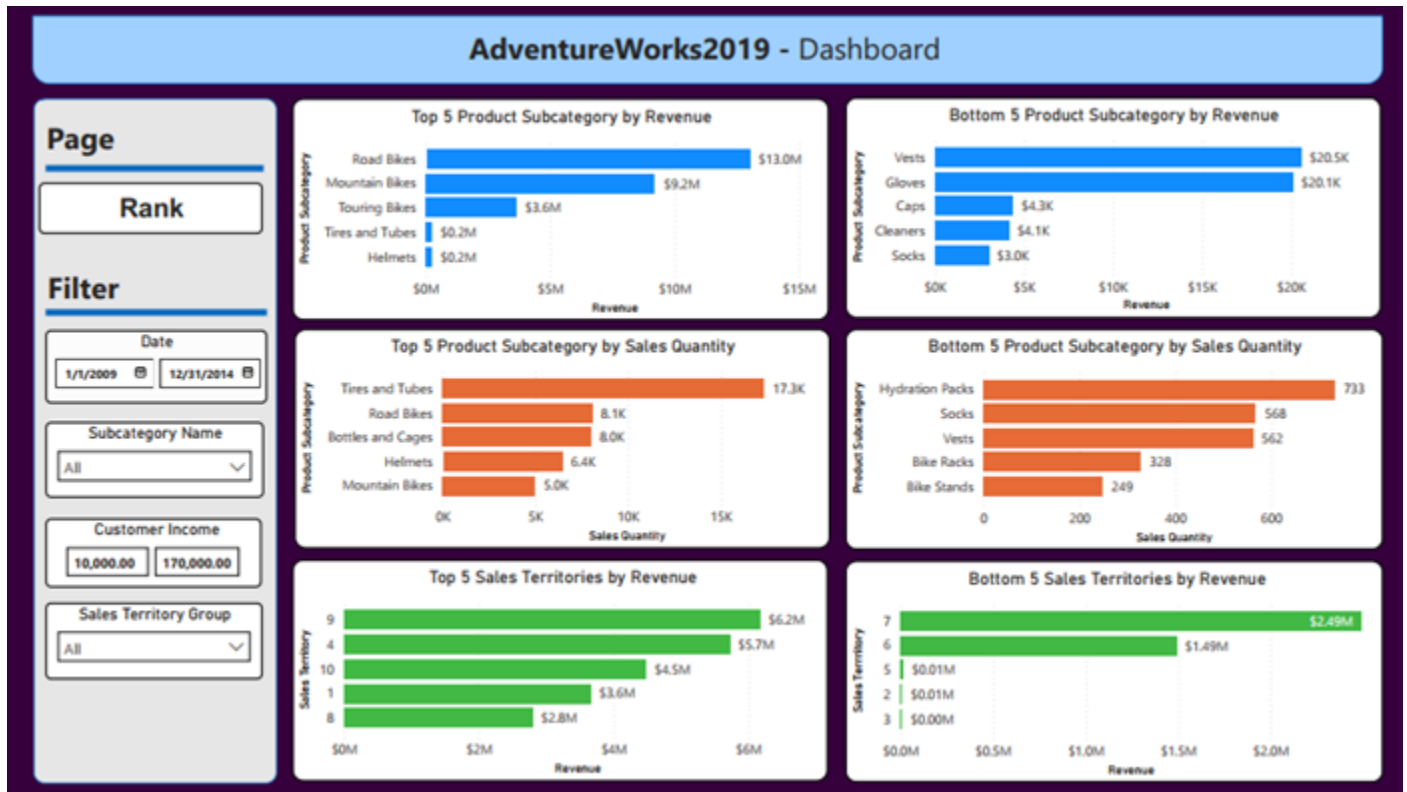 AdventureWorks2019 - Dashboard
Page
Rank
Filter
Date
1/1/2009 12/31/2014
Subcategory Name
All
Customer Income
10,000.00 170,000.00
Sales Territory Group
All
Top 5 Product Subcategory by Revenue
Product Subcategory
Road Bikes $13.0M
Mountain Bikes $9.2M
Touring Bikes $3.6M
Tires and Tubes $0.2M
Helmets $0.2M
$0M $5M $10M $15M
Revenue
Bottom 5 Product Subcategory by Revenue
Product Subcategory
Vests $20.5K
Gloves $20.1K
Caps $4.3K
Cleaners $4.1K
Socks $3.0K
$0K $5K $10K $15K $20K
Revenue
Top 5 Product Subcategory by Sales Quantity
Product Subcategory
Tires and Tubes 17.3K
Road Bikes 8.1K
Bottles and Cages 8.0K
Helmets 6.4K
Mountain Bikes 5.0K
0K 5K 10K 15K
Sales Quantity
Bottom 5 Product Subcategory by Sales Quantity
Product Subcategory
Hydration Packs 733
Socks 568
Vests 562
Bike Racks 328
Bike Stands 249
0 200 400 600
Sales Quantity
Top 5 Sales Territories by Revenue
Sales Territory
9 $6.2M
4 $5.7M
10 $4.5M
1 $3.6M
8 $2.8M
$0M $2M $4M $6M
Revenue
Bottom 5 Sales Territories by Revenue
Sales Territory
7 $2.49M
6 $1.49M
5 $0.01M
2 $0.01M
3 $0.00M
$0.0M $0.5M $1.0M $1.5M $2.0M
Revenue